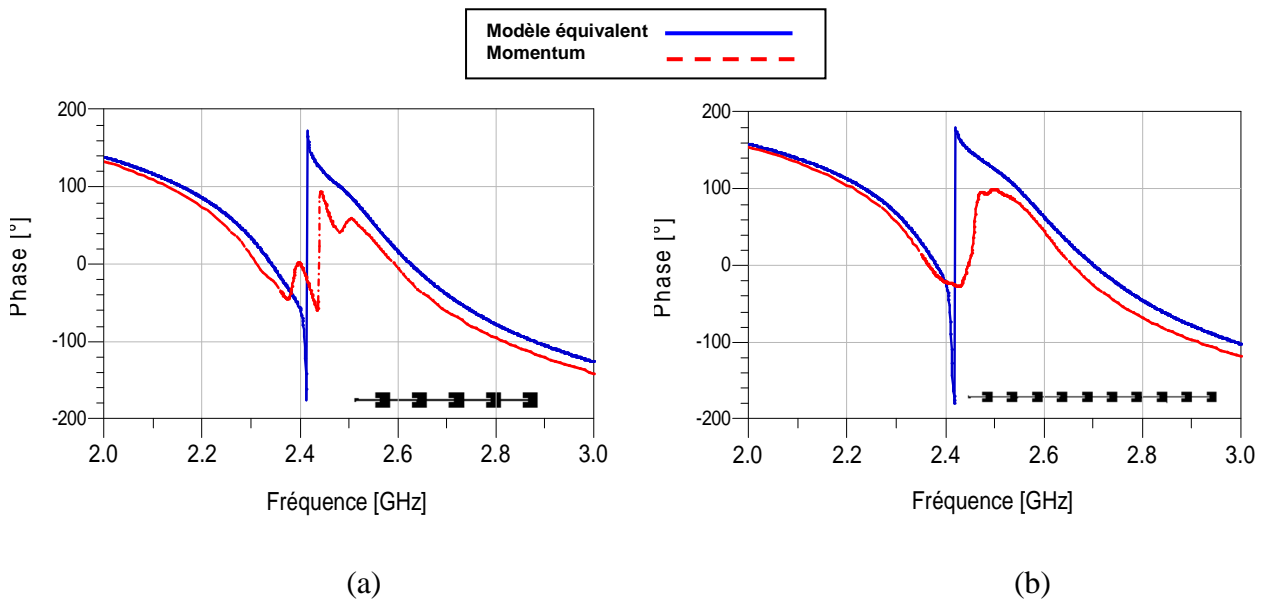 Modèle équivalent
Momentum
200
100
0
-100
-200
Phase [°]
2.0 2.2 2.4 2.6 2.8 3.0
Fréquence [GHz]
(a)
200
100
0
-100
-200
Phase [°]
2.0 2.2 2.4 2.6 2.8 3.0
Fréquence [GHz]
(b)